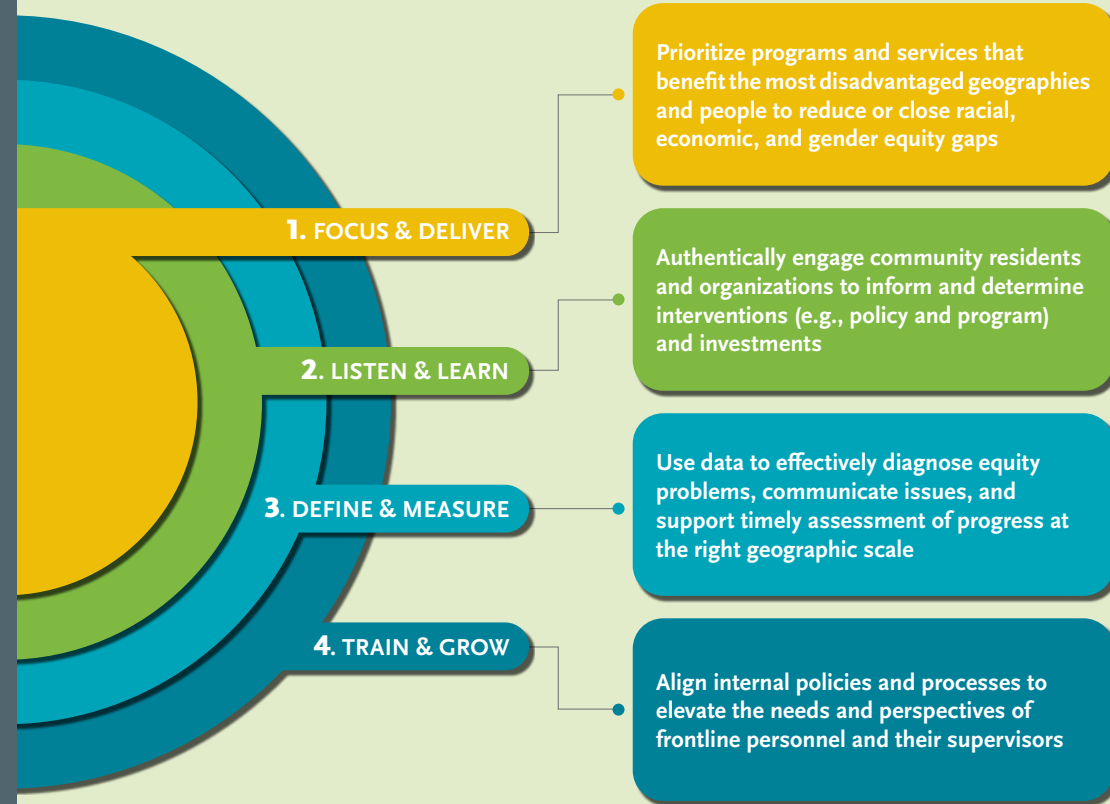 Prioritize programs and services that
benefit the most disadvantaged geographies
and people to reduce or close racial,
economic, and gender equity gaps
1. FOCUS & DELIVER
Authentically engage community residents
and organizations to inform and determine
interventions (e.g., policy and program)
and investments
2. LISTEN & LEARN
Use data to effectively diagnose equity
problems, communicate issues, and
support timely assessment of progress at
the right geographic scale
3. DEFINE & MEASURE
4. TRAIN & GROW
Align internal policies and processes to
elevate the needs and perspectives of
frontline personnel and their supervisors